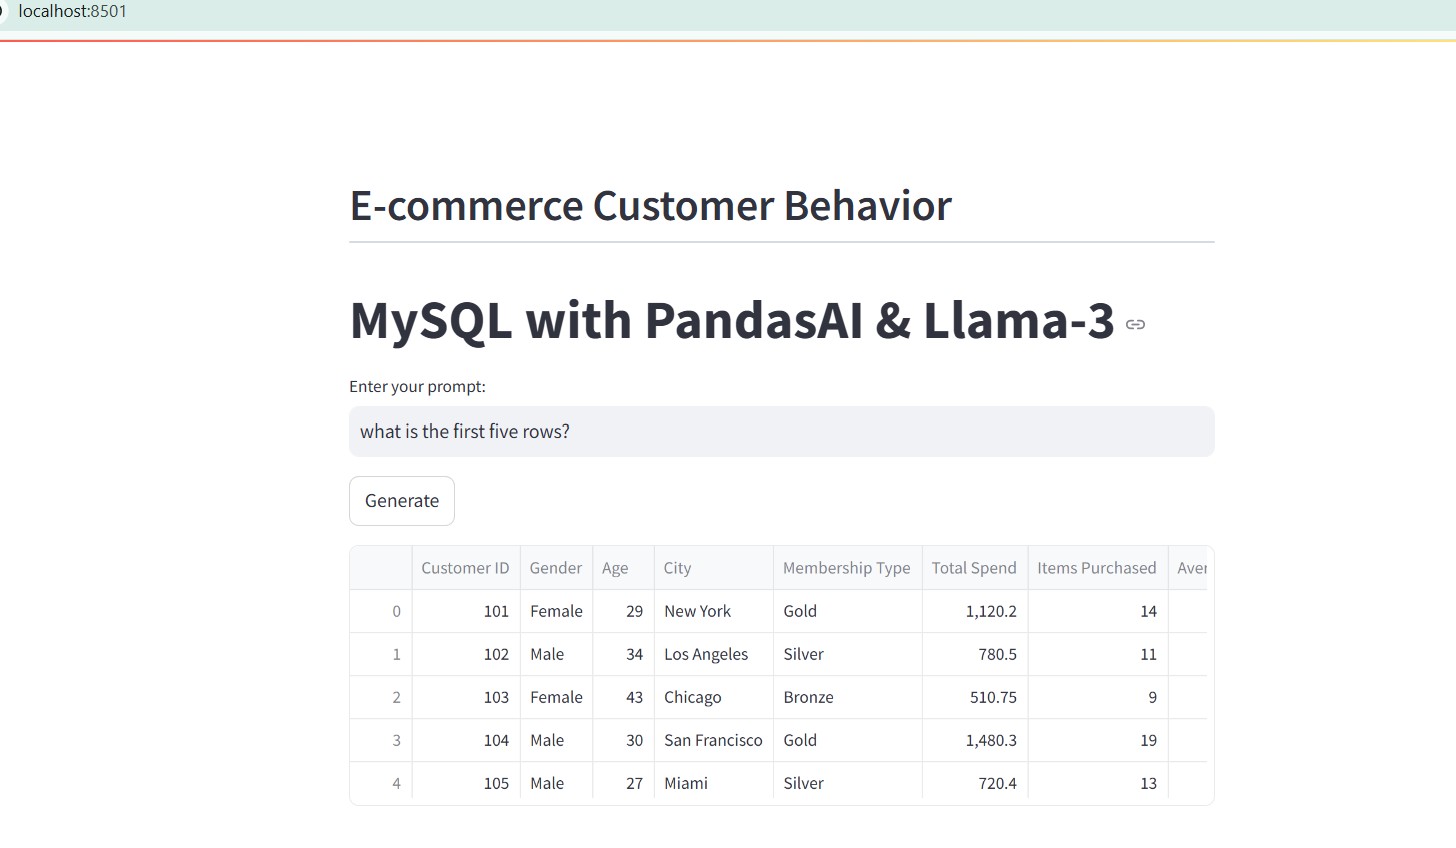 localhost:8501
E-commerce Customer Behavior
MySQL with PandasAI & Llama-3
Enter your prompt:
what is the first five rows?
Generate
Customer ID Gender Age City Membership Type Total Spend Items Purchased Aver
0 101 Female 29 New York Gold 1,120.2 14
1 102 Male 34 Los Angeles Silver 780.5 11
2 103 Female 43 Chicago Bronze 510.75 9
3 104 Male 30 San Francisco Gold 1,480.3 19
4 105 Male 27 Miami Silver 720.4 13